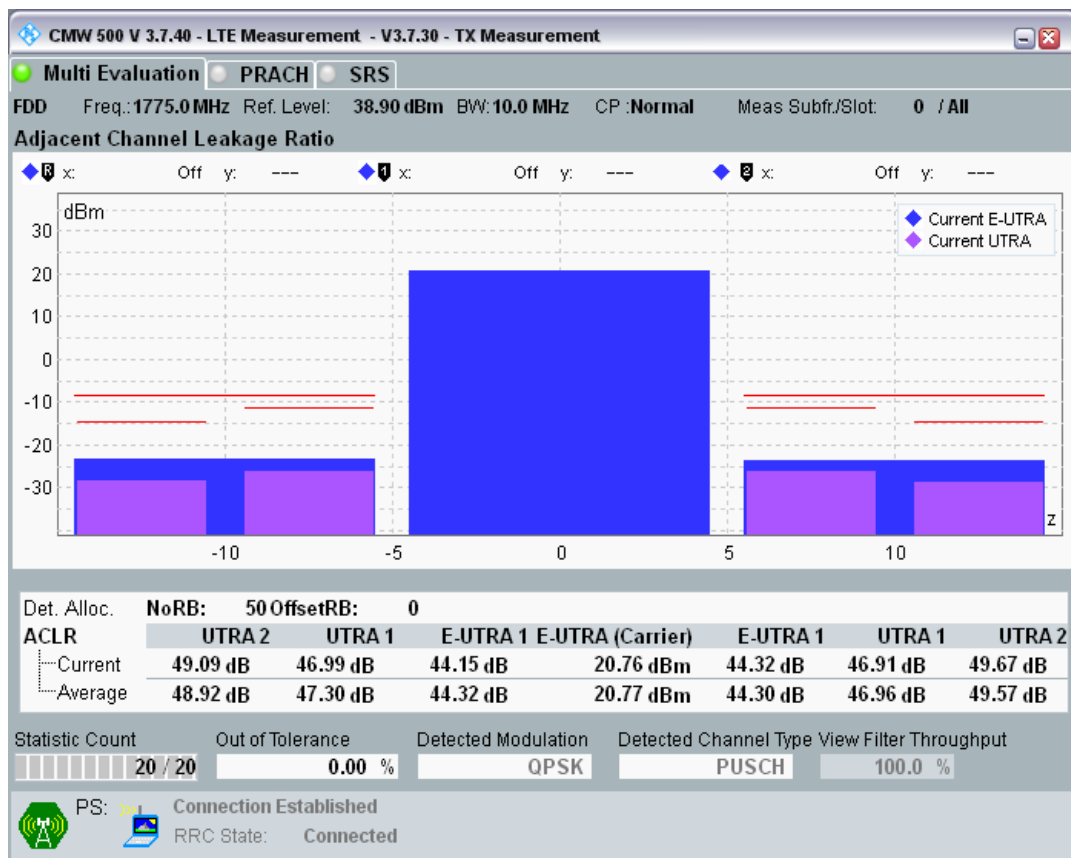 CMW 500 V 3.7.40 - LTE Measurement - V3.7.30 - TX Measurement
Multi Evaluation PRACH SRS
FDD Freq.: 1775.0 MHz Ref. Level: 38.90 dBm BW: 10.0 MHz CP :Normal Meas Subfr./Slot: 0 / All
Adjacent Channel Leakage Ratio
R x: Off y: --- 1 x: Off y: --- 2 x: Off y: ---
dBm
Current E-UTRA
Current UTRA
30
20
10
0
-10
-20
-30
z
-10 -5 0 5 10
Det. Alloc. NoRB: 50 OffsetRB: 0
ACLR UTRA 2 UTRA 1 E-UTRA 1 E-UTRA (Carrier) E-UTRA 1 UTRA 1 UTRA 2
Current 49.09 dB 46.99 dB 44.15 dB 20.76 dBm 44.32 dB 46.91 dB 49.67 dB
Average 48.92 dB 47.30 dB 44.32 dB 20.77 dBm 44.30 dB 46.96 dB 49.57 dB
Statistic Count Out of Tolerance Detected Modulation Detected Channel Type View Filter Throughput
20 / 20 0.00 % QPSK PUSCH 100.0 %
PS: Connection Established
RRC State: Connected